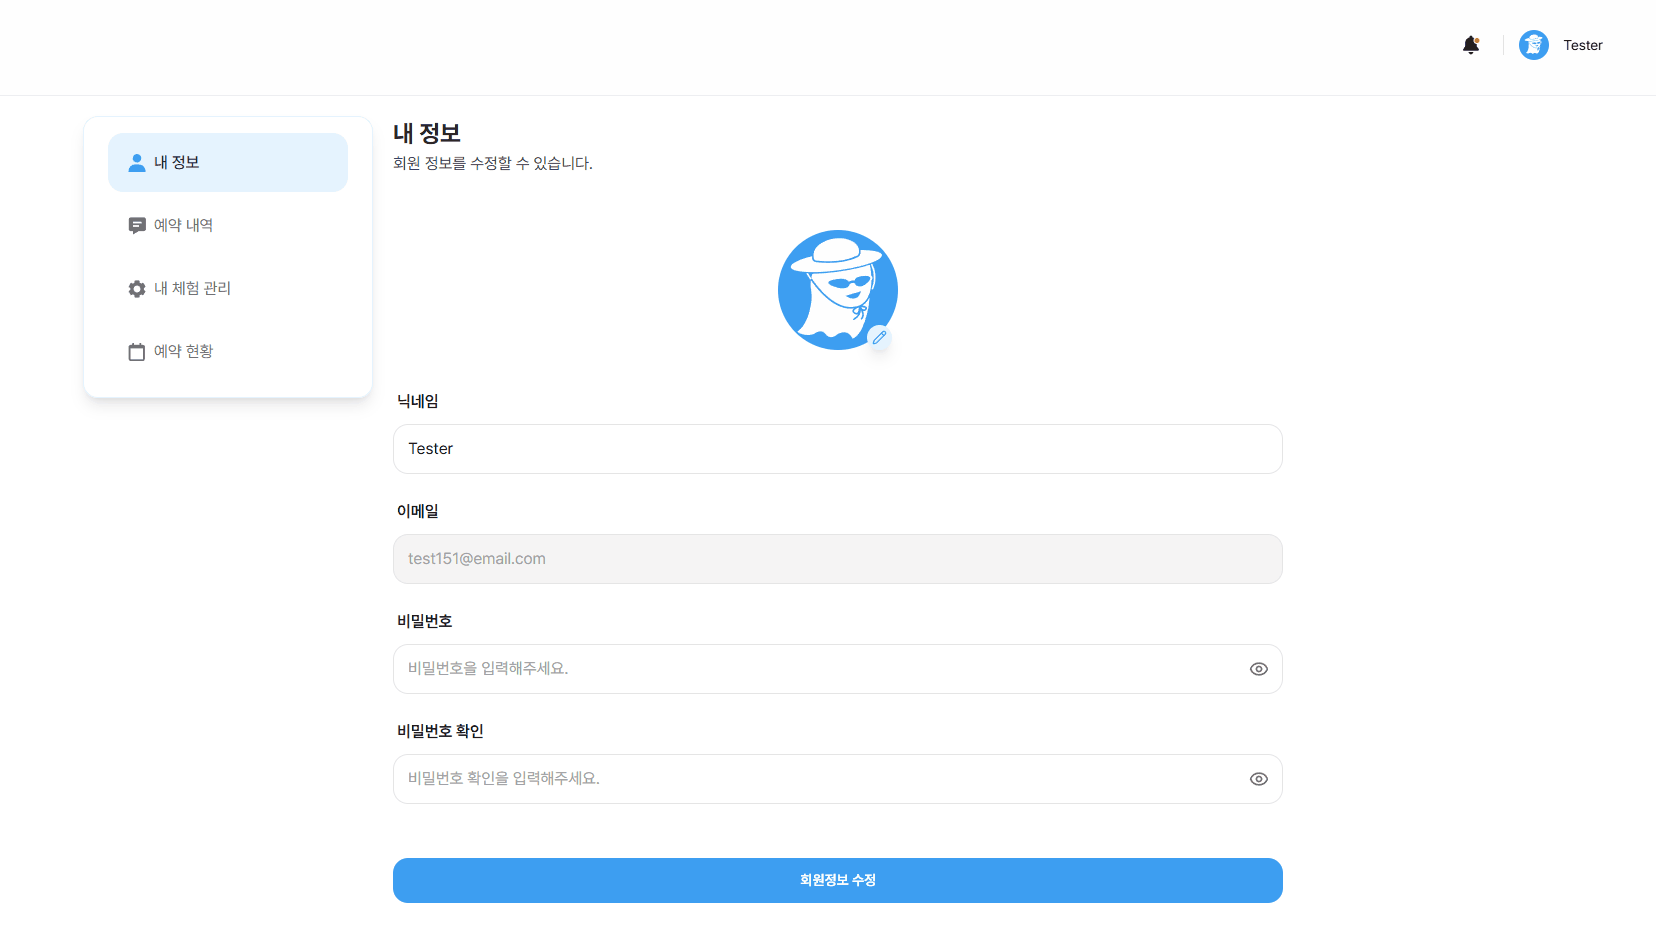 Tester
내 정보
예약 내역
내 체험 관리
예약 현황
내 정보
회원 정보를 수정할 수 있습니다.
닉네임
Tester
이메일
test151@email.com
비밀번호
비밀번호을 입력해주세요.
비밀번호 확인
비밀번호 확인을 입력해주세요.
회원정보 수정